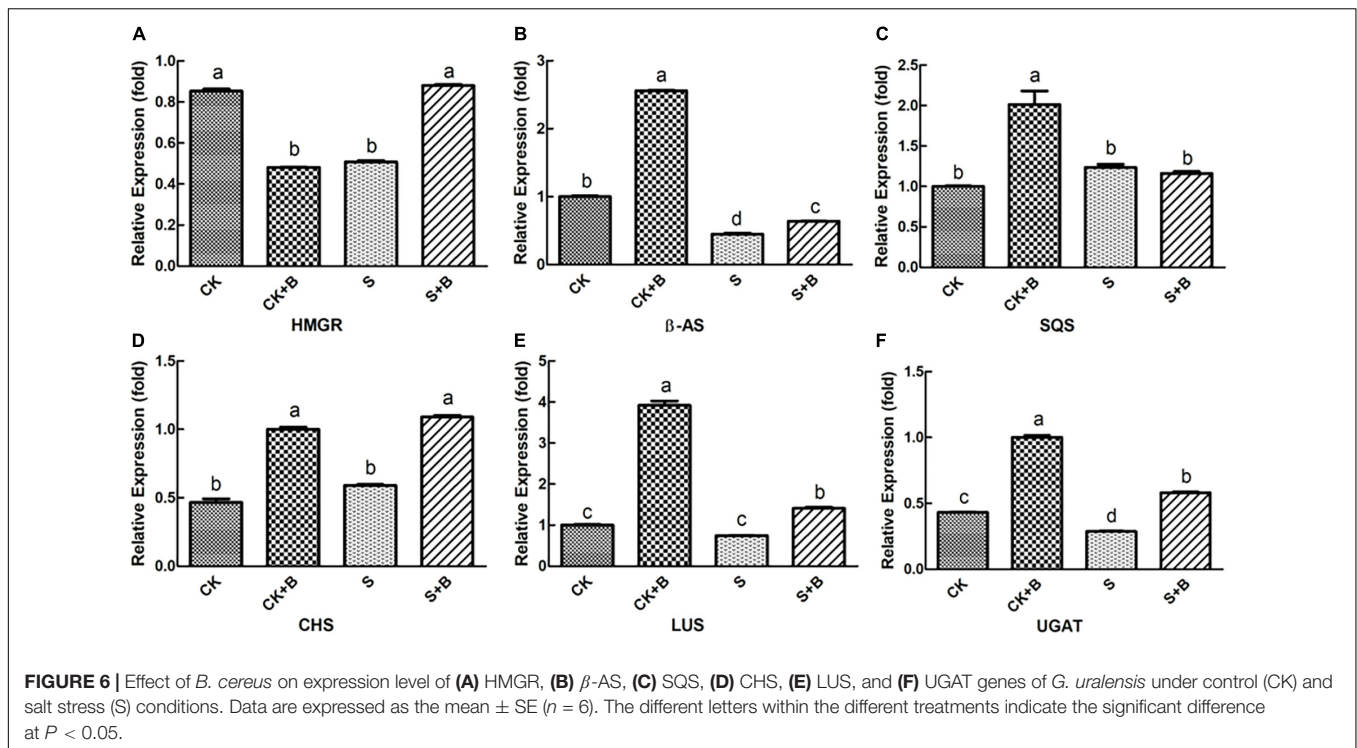 A
Relative Expression (fold)
1.0
0.8
0.6
0.4
0.2
0.0
a
b
b
a
CK
CK+B
S
S+B
HMGR
B
Relative Expression (fold)
3
2
1
0
b
a
d
c
CK
CK+B
S
S+B
ß-AS
C
Relative Expression (fold)
2.5
2.0
1.5
1.0
0.5
0.0
b
a
b
b
CK
CK+B
S
S+B
SQS
D
Relative Expression (fold)
1.5
1.0
0.5
0.0
b
a
b
a
CK
CK+B
S
S+B
CHS
E
Relative Expression (fold)
5
4
3
2
1
0
c
a
c
b
CK
CK+B
S
S+B
LUS
F
Relative Expression (fold)
1.5
1.0
0.5
0.0
c
a
d
b
CK
CK+B
S
S+B
UGAT
FIGURE 6 | Effect of B. cereus on expression level of (A) HMGR, (B) β-AS, (C) SQS, (D) CHS, (E) LUS, and (F) UGAT genes of G. uralensis under control (CK) and
salt stress (S) conditions. Data are expressed as the mean ± SE (n = 6). The different letters within the different treatments indicate the significant difference
at P < 0.05.